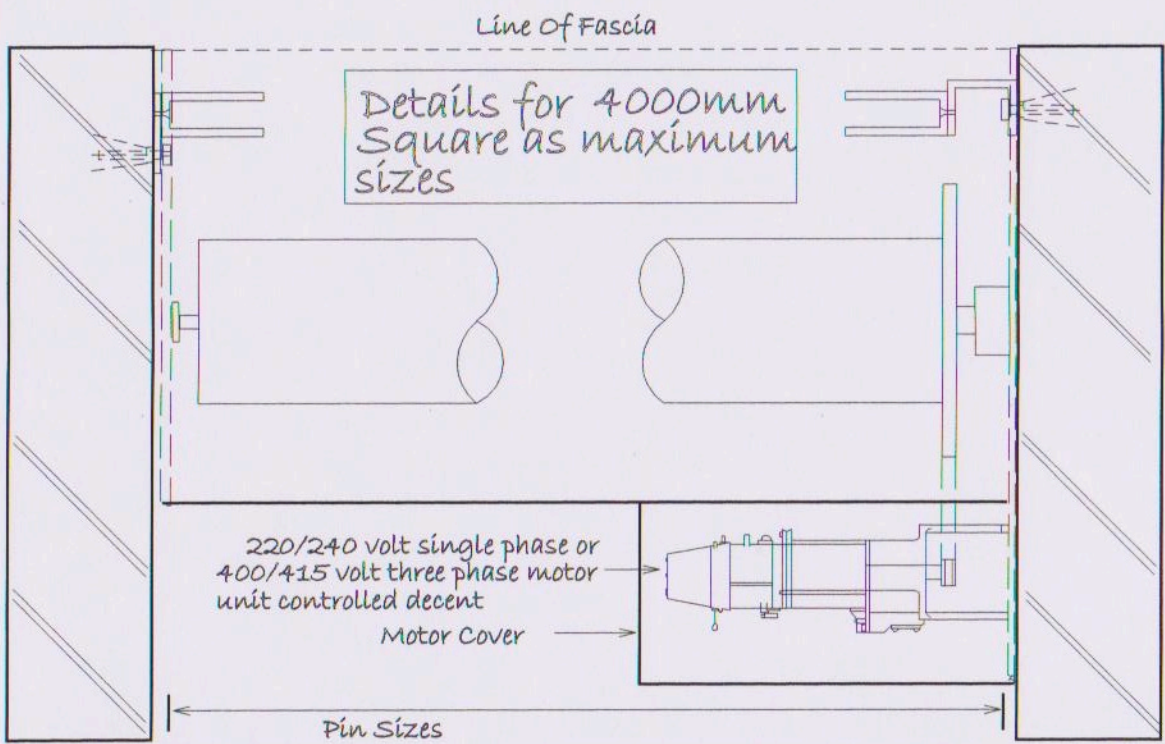 Line Of Fascia
Details for 4000mm
Square as maximum
sizes
220/240 volt single phase or
400/415 volt three phase motor
unit controlled decent
Motor Cover
Pin Sizes